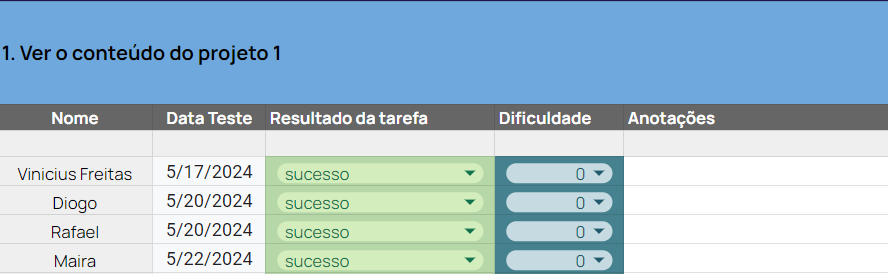 1. Ver o conteúdo do projeto 1
Nome Data Teste Resultado da tarefa Dificuldade Anotações
Vinicius Freitas 5/17/2024 sucesso 0
Diogo 5/20/2024 sucesso 0
Rafael 5/20/2024 sucesso 0
Maira 5/22/2024 sucesso 0